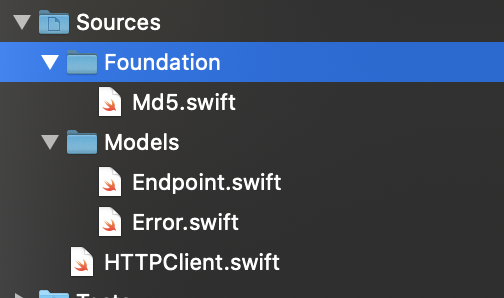 Sources
Foundation
Md5.swift
Models
Endpoint.swift
Error.swift
HTTPClient.swift